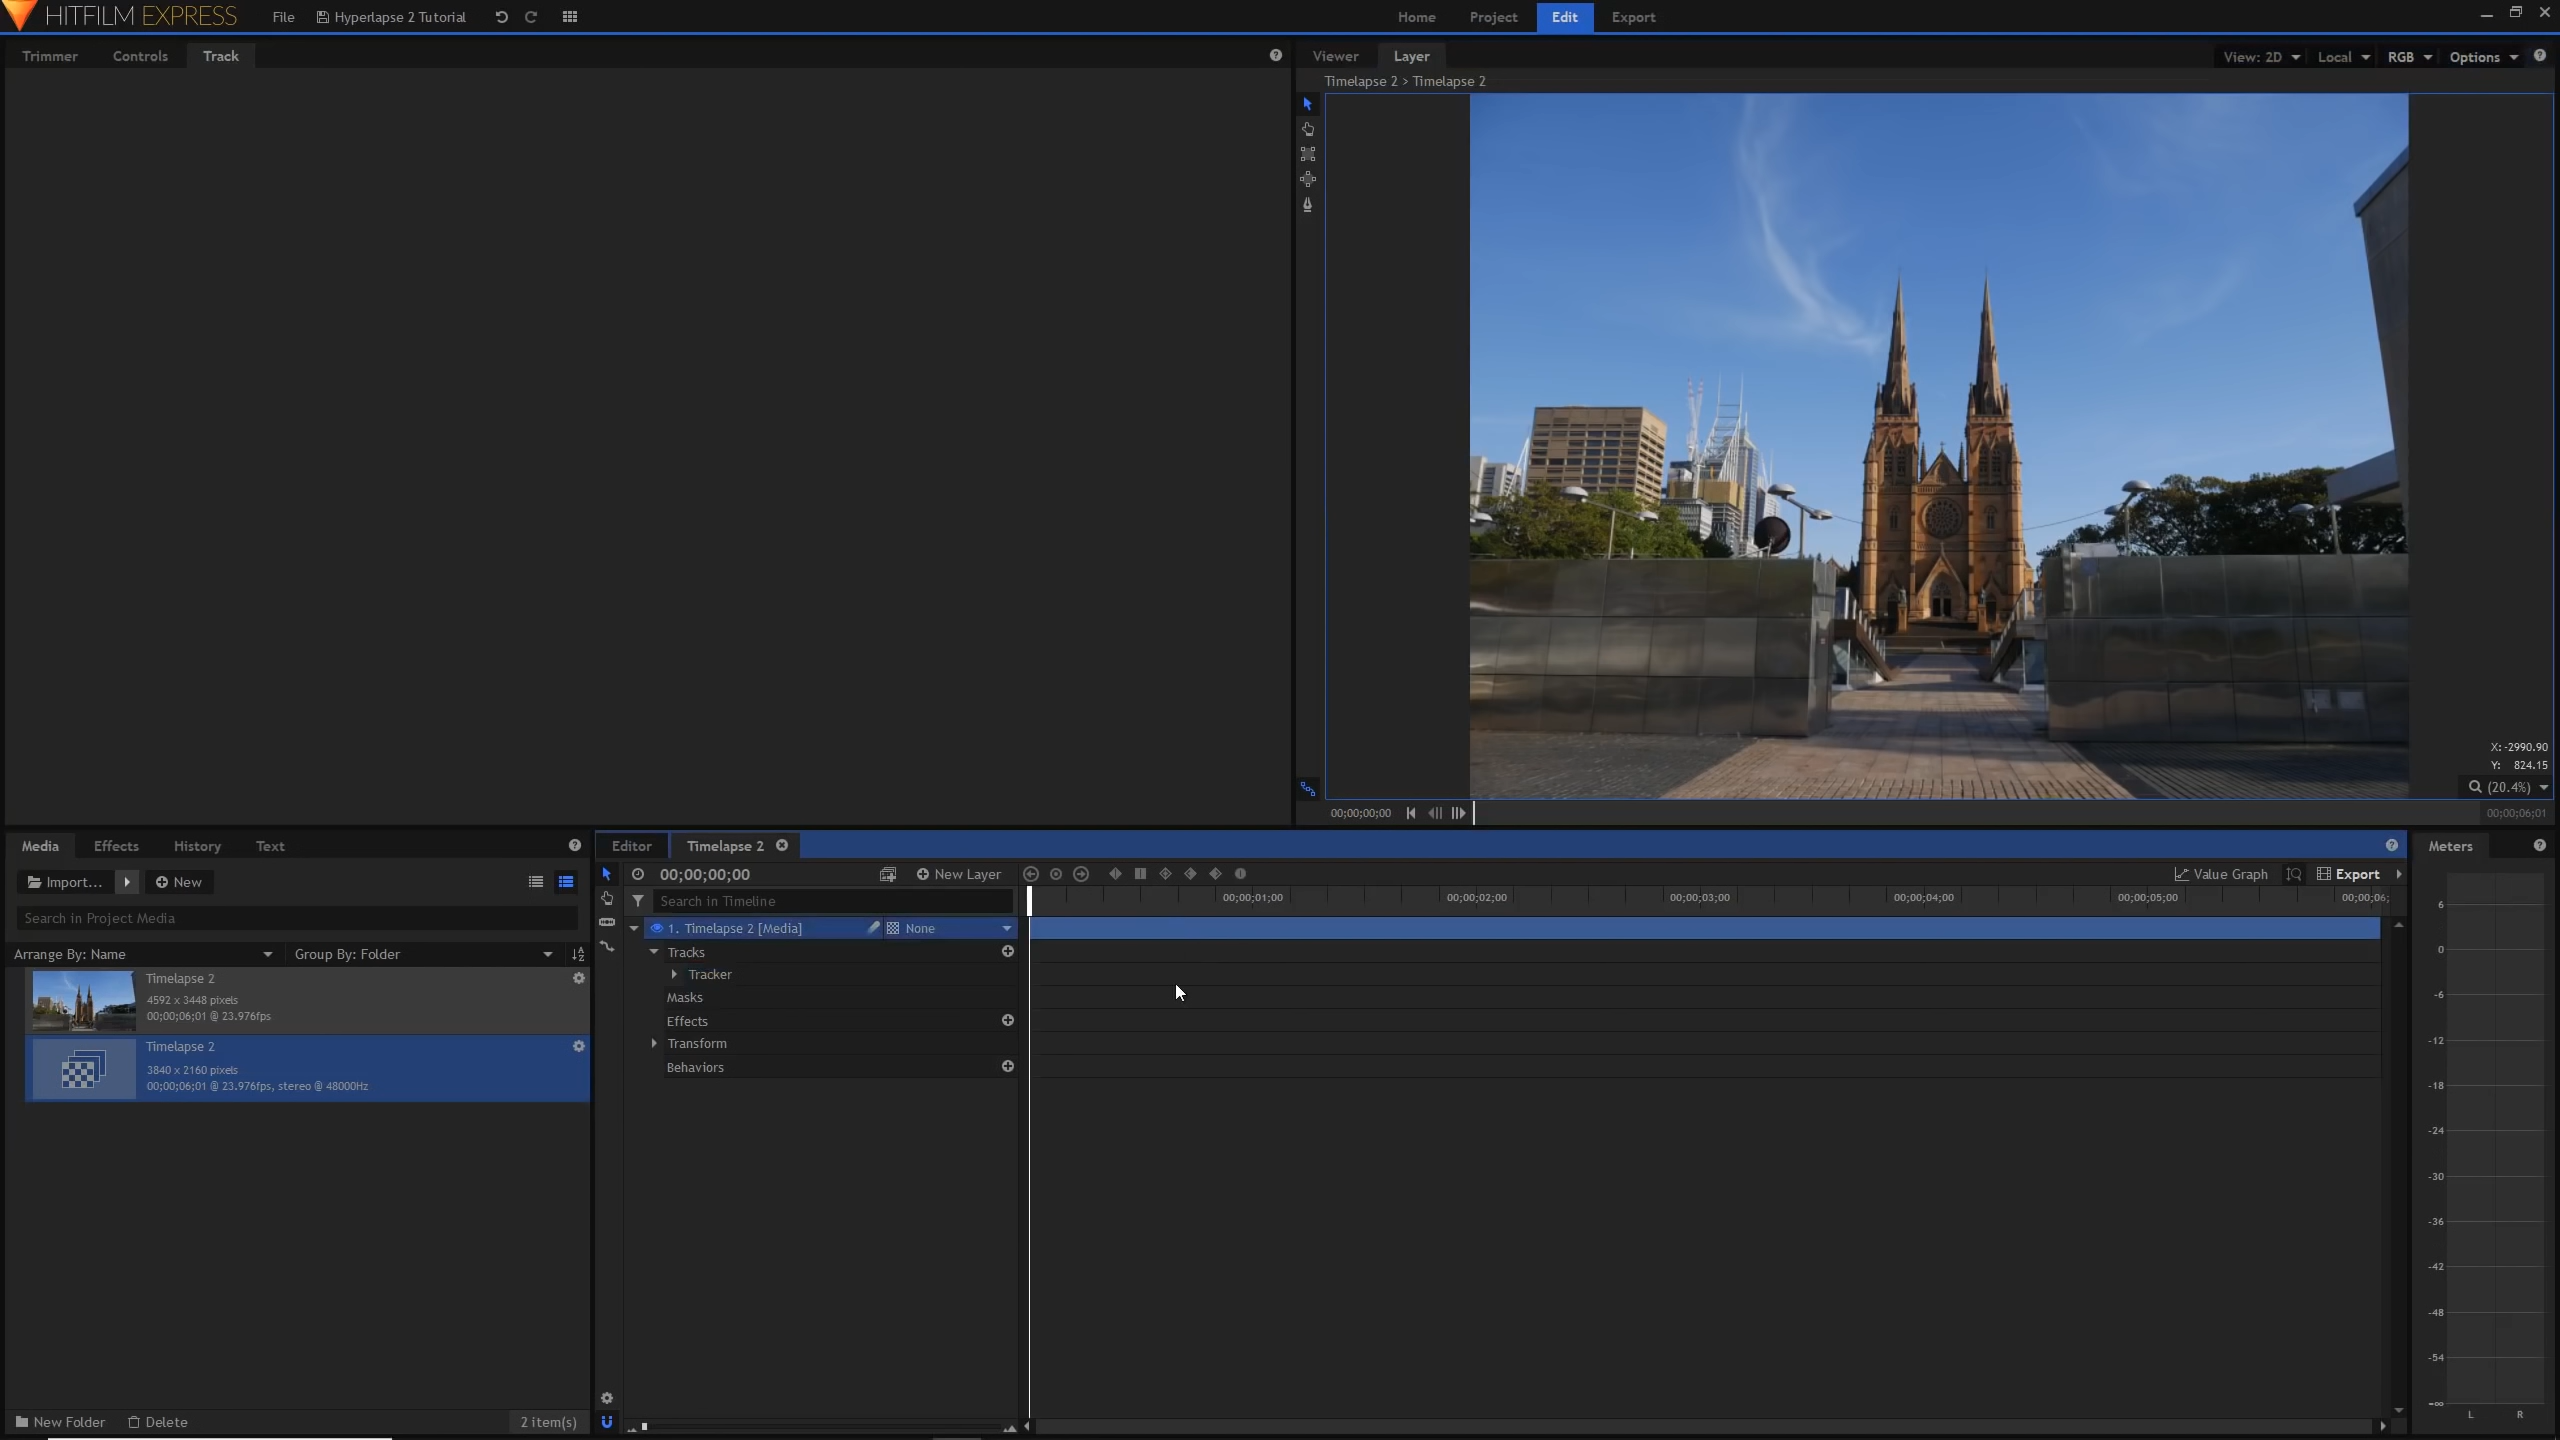 HITFILM EXPRESS
File
Hyperlapse 2 Tutorial
Home
Project
Edit
Export
Trimmer
Controls
Track
Viewer
Layer
View: 2D
Local
RGB
Options
Timelapse 2 > Timelapse 2
X: -2990.90
Y: 824.15
(20.4%)
00;00;00;00
00;00;06;01
Media
Effects
History
Text
Import...
New
Search in Project Media
Arrange By: Name
Group By: Folder
Timelapse 2
4592 x 3448 pixels
00;00;06;01 @ 23.976fps
Timelapse 2
3840 x 2160 pixels
00;00;06;01 @ 23.976fps, stereo @ 48000Hz
New Folder
Delete
2 item(s)
Editor
Timelapse 2
00;00;00;00
New Layer
Value Graph
Export
Search in Timeline
00;00;01;00
00;00;02;00
00;00;03;00
00;00;04;00
00;00;05;00
00;00;06;
1. Timelapse 2 [Media]
None
Tracks
Tracker
Masks
Effects
Transform
Behaviors
Meters
6
0
-6
-12
-18
-24
-30
-36
-42
-48
-54
-∞
L
R